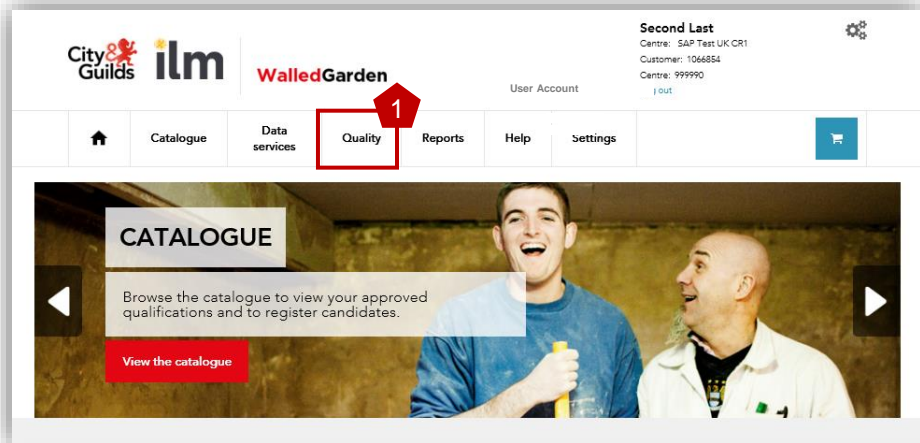 City&
Guilds
ilm
WalledGarden
User Account
Second Last
Centre: SAP Test UK CR1
Customer: 1066854
Centre: 999990
out
1
Catalogue
Data
services
Quality
Reports
Help
Settings
CATALOGUE
Browse the catalogue to view your approved
qualifications and to register candidates.
View the catalogue